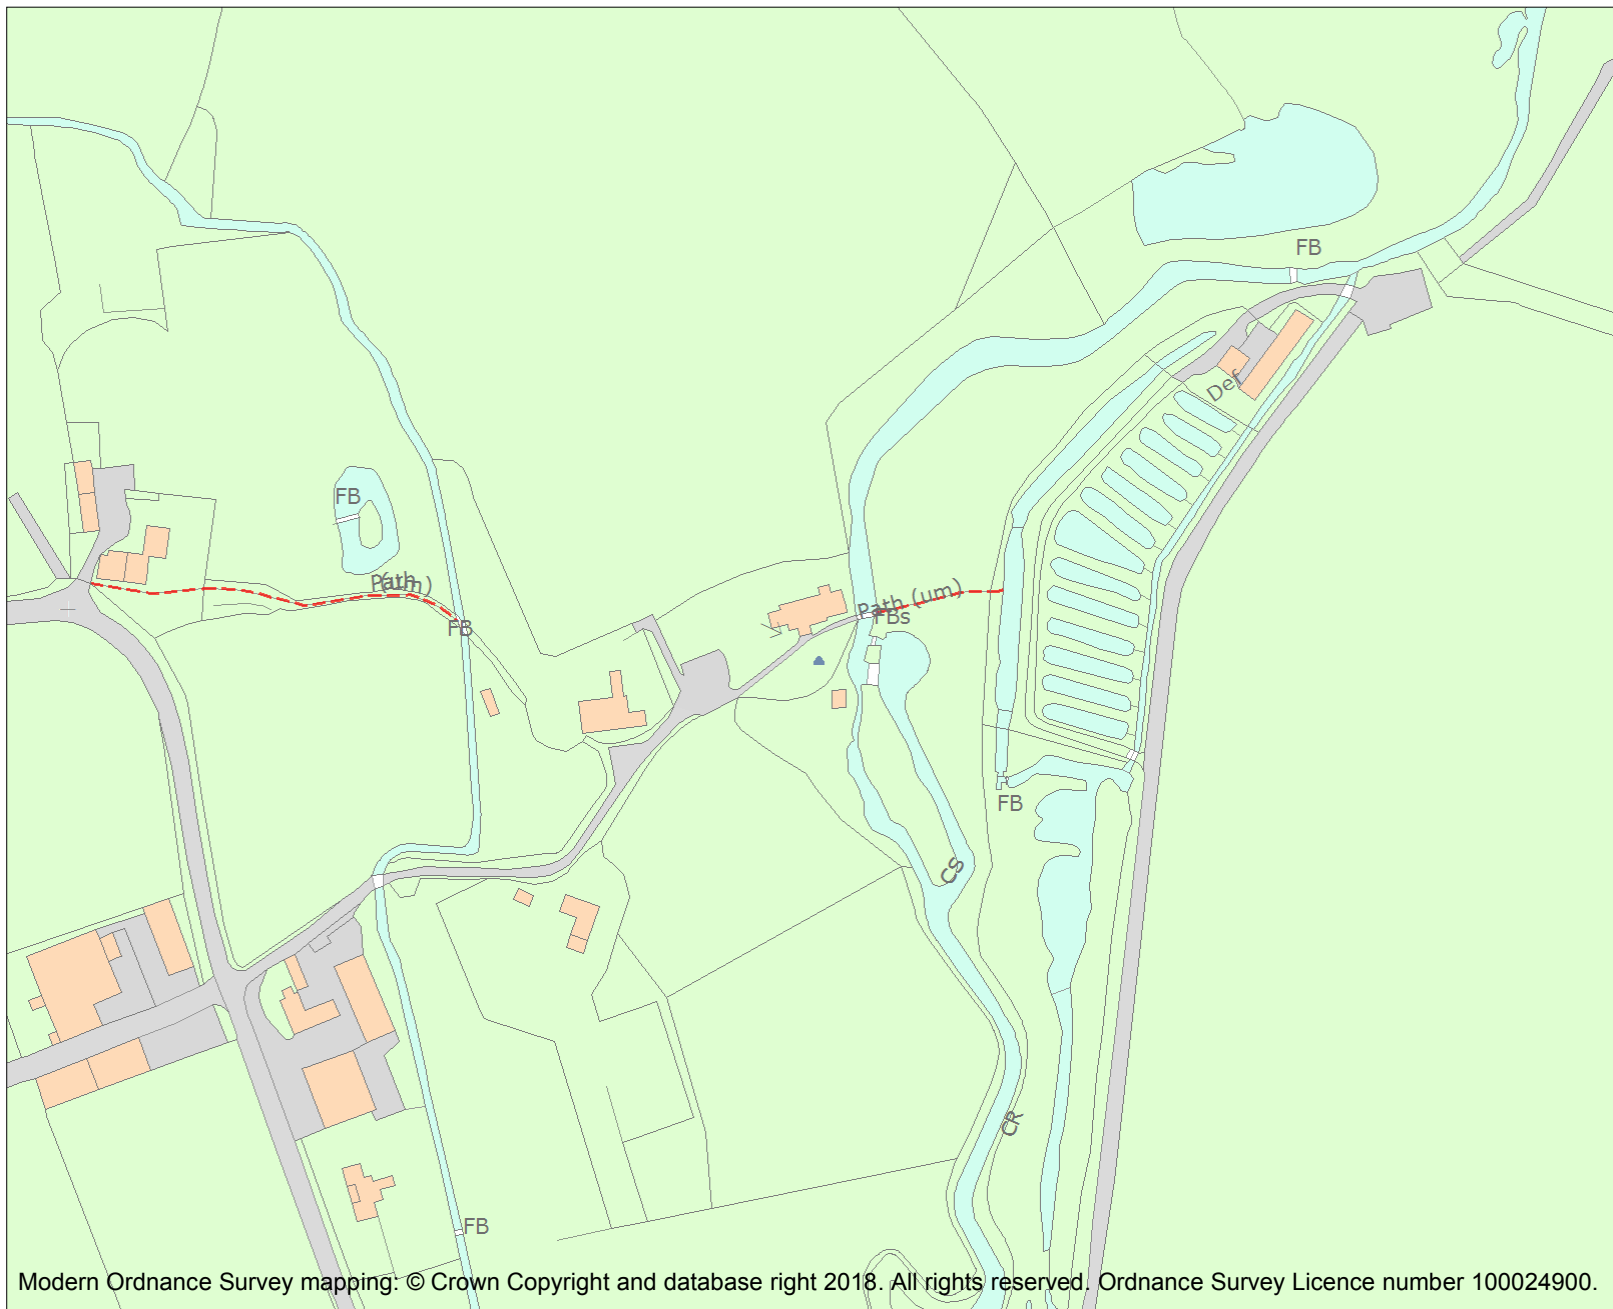 FB
Def
FB
Path
(um)
Path (um)
FBs
FB
FB
CS
CR
FB
Modern Ordnance Survey mapping: © Crown Copyright and database right 2018. All rights reserved. Ordnance Survey Licence number 100024900.